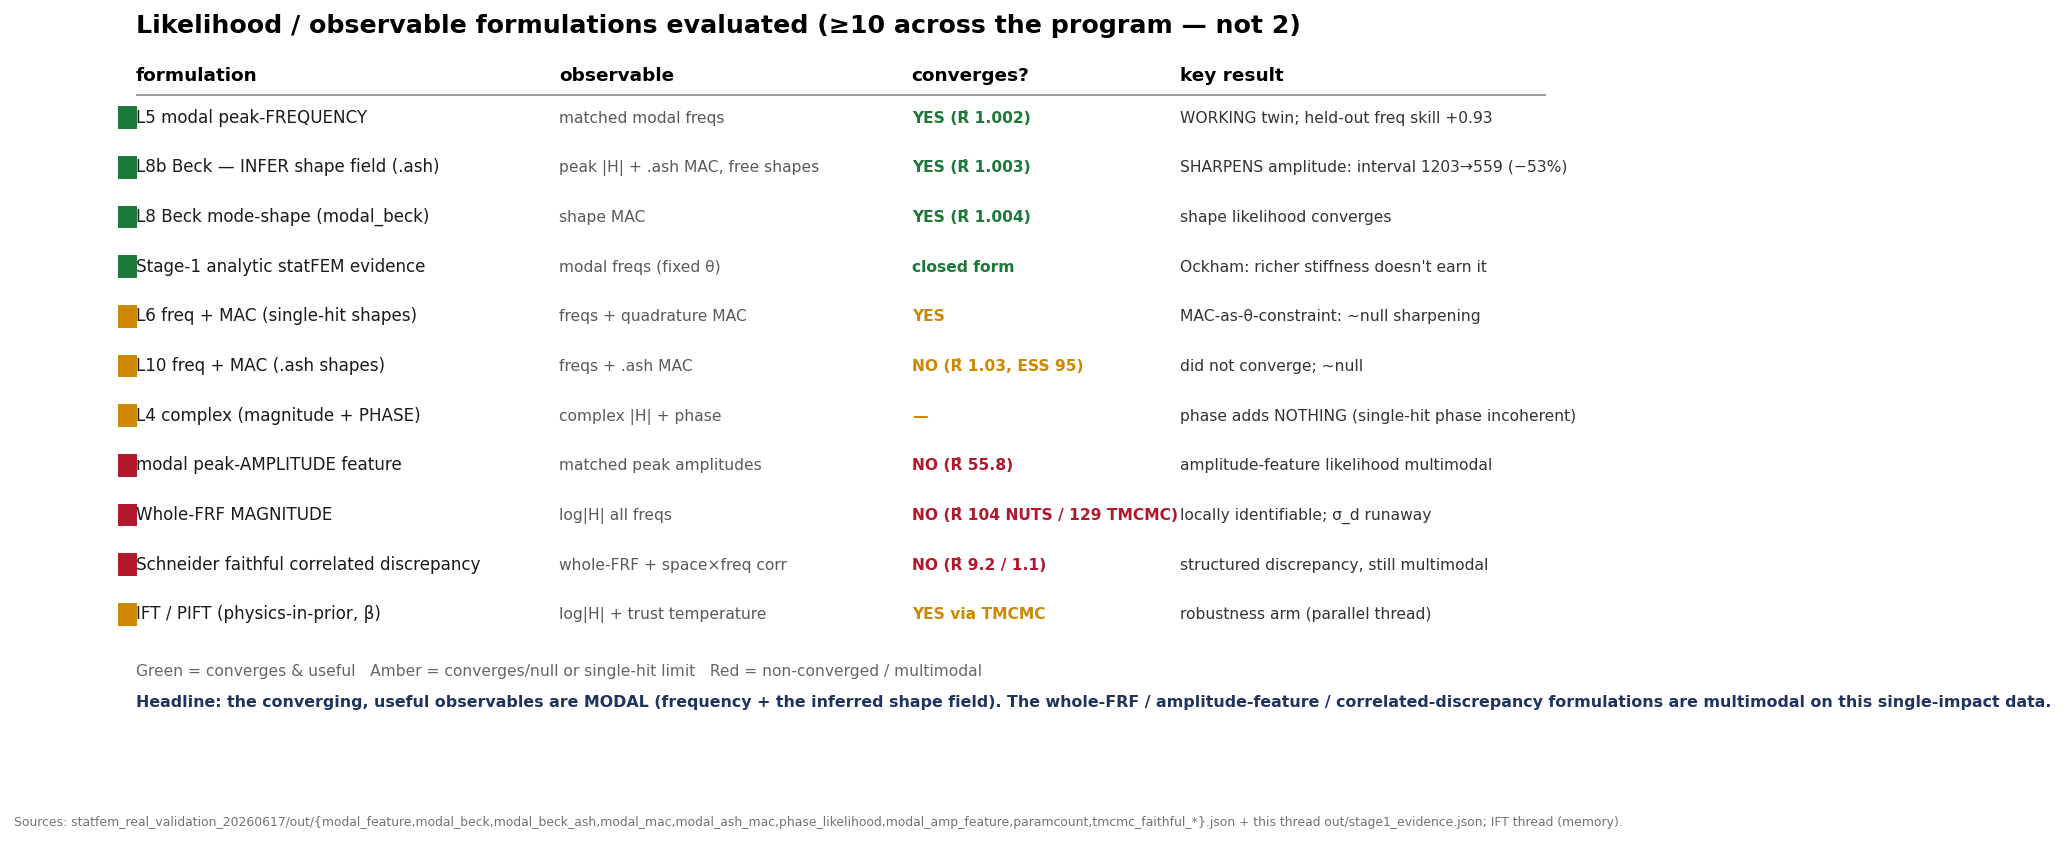 Likelihood / observable formulations evaluated (≥10 across the program — not 2)
formulation observable converges? key result
L5 modal peak-FREQUENCY matched modal freqs YES (R̂ 1.002) WORKING twin; held-out freq skill +0.93
L8b Beck — INFER shape field (.ash) peak |H| + .ash MAC, free shapes YES (R̂ 1.003) SHARPENS amplitude: interval 1203→559 (−53%)
L8 Beck mode-shape (modal_beck) shape MAC YES (R̂ 1.004) shape likelihood converges
Stage-1 analytic statFEM evidence modal freqs (fixed θ) closed form Ockham: richer stiffness doesn't earn it
L6 freq + MAC (single-hit shapes) freqs + quadrature MAC YES MAC-as-θ-constraint: ~null sharpening
L10 freq + MAC (.ash shapes) freqs + .ash MAC NO (R̂ 1.03, ESS 95) did not converge; ~null
L4 complex (magnitude + PHASE) complex |H| + phase — phase adds NOTHING (single-hit phase incoherent)
modal peak-AMPLITUDE feature matched peak amplitudes NO (R̂ 55.8) amplitude-feature likelihood multimodal
Whole-FRF MAGNITUDE log|H| all freqs NO (R̂ 104 NUTS / 129 TMCMC) locally identifiable; σ_d runaway
Schneider faithful correlated discrepancy whole-FRF + space×freq corr NO (R̂ 9.2 / 1.1) structured discrepancy, still multimodal
IFT / PIFT (physics-in-prior, β) log|H| + trust temperature YES via TMCMC robustness arm (parallel thread)
Green = converges & useful Amber = converges/null or single-hit limit Red = non-converged / multimodal
Headline: the converging, useful observables are MODAL (frequency + the inferred shape field). The whole-FRF / amplitude-feature / correlated-discrepancy formulations are multimodal on this single-impact data.
Sources: statfem_real_validation_20260617/out/{modal_feature,modal_beck,modal_beck_ash,modal_mac,modal_ash_mac,phase_likelihood,modal_amp_feature,paramcount,tmcmc_faithful_*}.json + this thread out/stage1_evidence.json; IFT thread (memory).